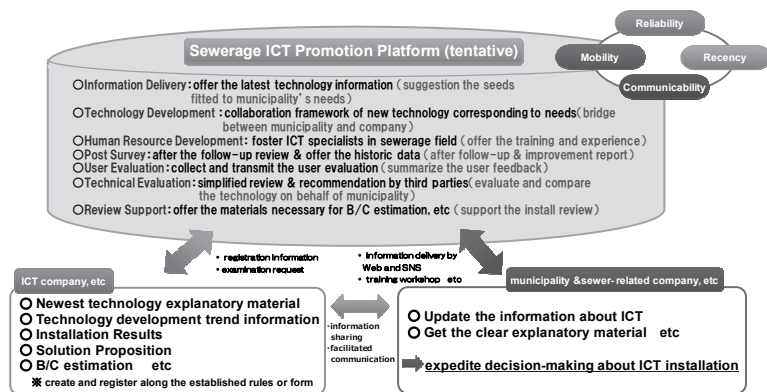 Reliability
Mobility
Recency
Communicability
Sewerage ICT Promotion Platform (tentative)
○Information Delivery：offer the latest technology information（suggestion the seeds
fitted to municipality's needs）
○Technology Development：collaboration framework of new technology corresponding to needs（bridge
between municipality and company）
○Human Resource Development：foster ICT specialists in sewerage field（offer the training and experience）
○Post Survey：after the follow-up review & offer the historic data（after follow-up & improvement report）
○User Evaluation：collect and transmit the user evaluation（summarize the user feedback）
○Technical Evaluation：simplified review & recommendation by third parties（evaluate and compare
the technology on behalf of municipality）
○Review Support：offer the materials necessary for B/C estimation, etc（support the install review）
・ registration information
・ examination request
・ information delivery by
Web and SNS
・ training workshop etc
ICT company, etc
○ Newest technology explanatory material
○ Technology development trend information
○ Installation Results
○ Solution Proposition
○ B/C estimation etc
※ create and register along the established rules or form
・information
sharing
・facilitated
communication
municipality &sewer-related company, etc
○ Update the information about ICT
○ Get the clear explanatory material etc
expedite decision-making about ICT installation